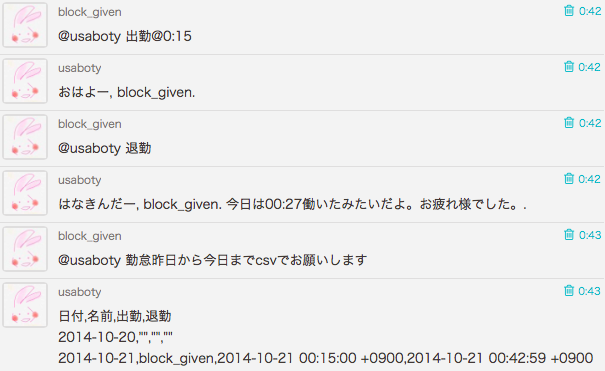 block_given 0:42
@usaboty 出勤@0:15
usaboty 0:42
おはよー, block_given.
block_given 0:42
@usaboty 退勤
usaboty 0:42
はなきんだー, block_given. 今日は00:27働いたみたいだよ。お疲れ様でした。.
block_given 0:43
@usaboty 勤怠昨日から今日までcsvでお願いします
usaboty 0:43
日付,名前,出勤,退勤
2014-10-20,"","",""
2014-10-21,block_given,2014-10-21 00:15:00 +0900,2014-10-21 00:42:59 +0900